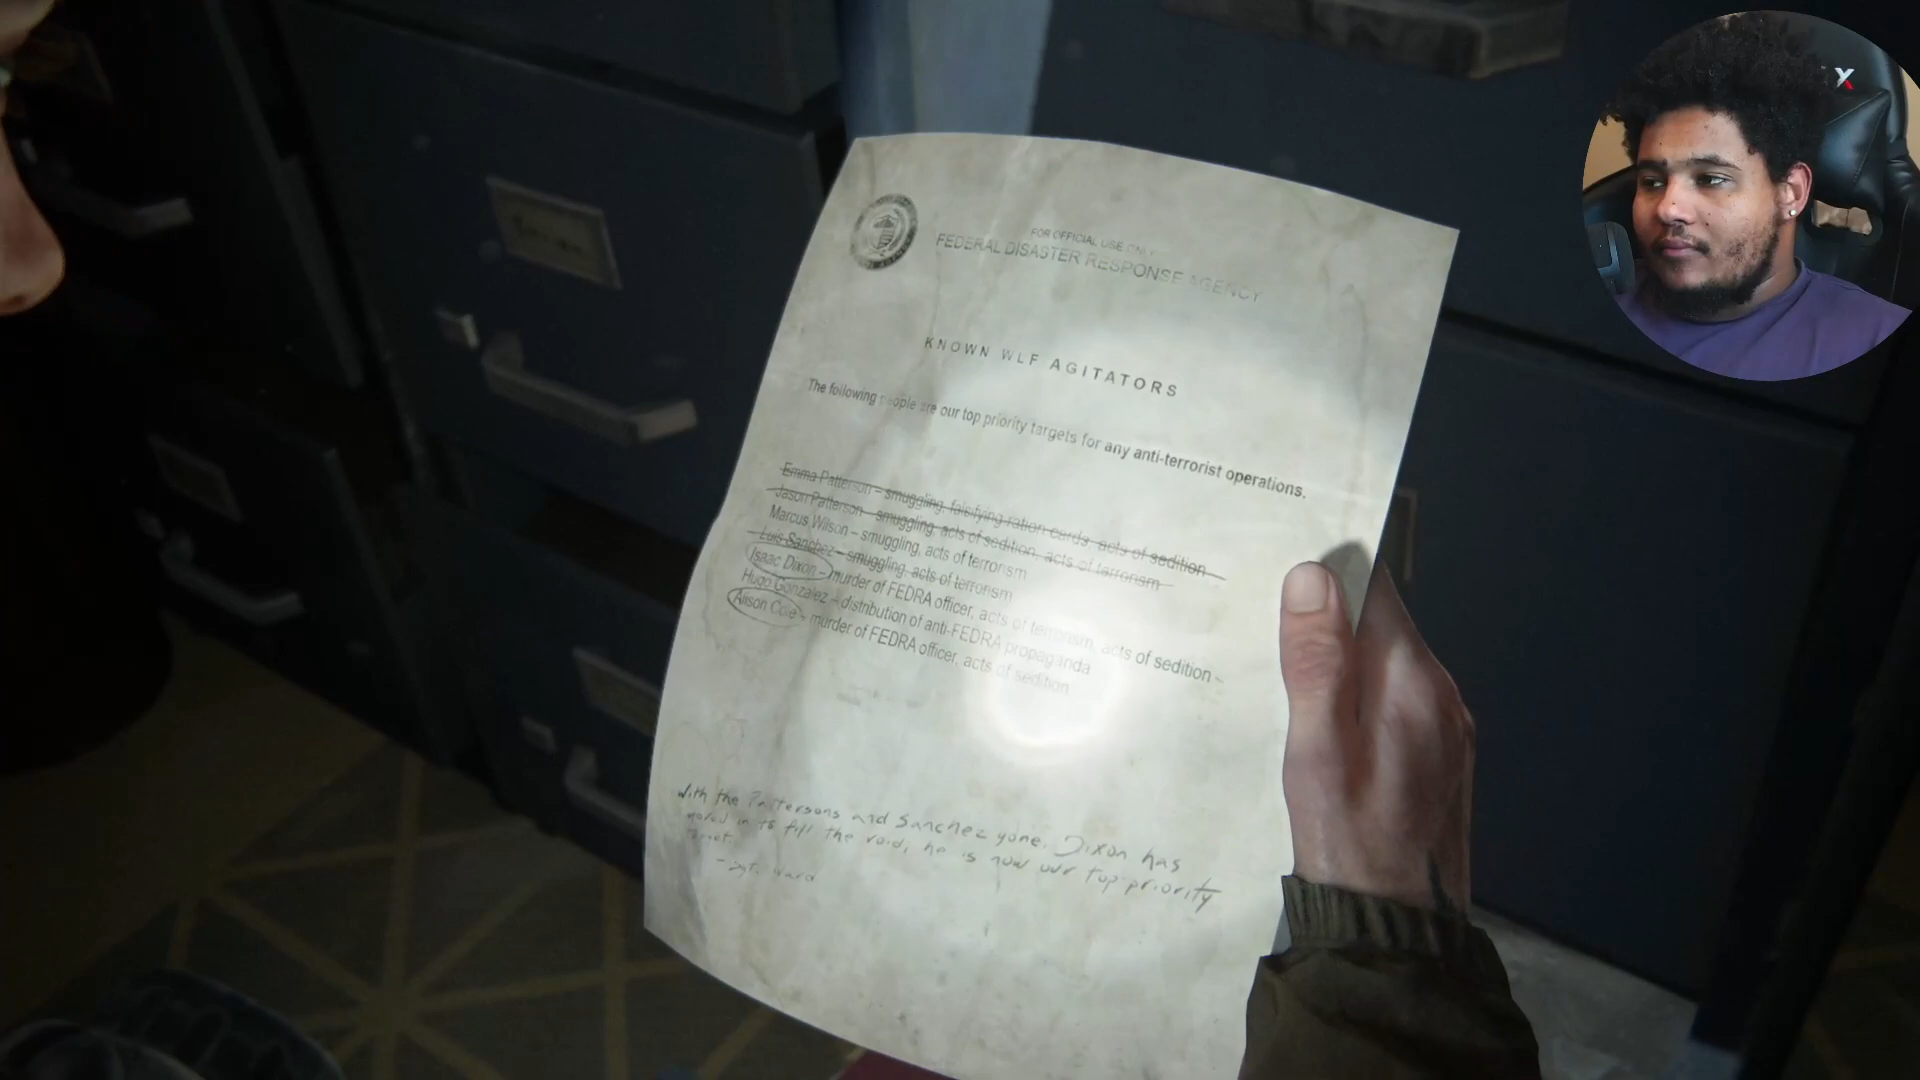 FOR OFFICIAL USE ONLY
FEDERAL DISASTER RESPONSE AGENCY
KNOWN WLF AGITATORS
The following people are our top priority targets for any anti-terrorist operations.
Emma Patterson – smuggling, falsifying ration cards, acts of sedition
Jason Patterson – smuggling, acts of sedition, acts of terrorism
Marcus Wilson – smuggling, acts of terrorism
Luis Sanchez – smuggling, acts of terrorism
Isaac Dixon – murder of FEDRA officer, acts of terrorism, acts of sedition -
Hugo Gonzalez – distribution of anti-FEDRA propaganda
Alison Cole – murder of FEDRA officer, acts of sedition
With the Pattersons and Sanchez gone, Dixon has
moved in to fill the void, he is now our top priority
target.
- Sgt. Ward